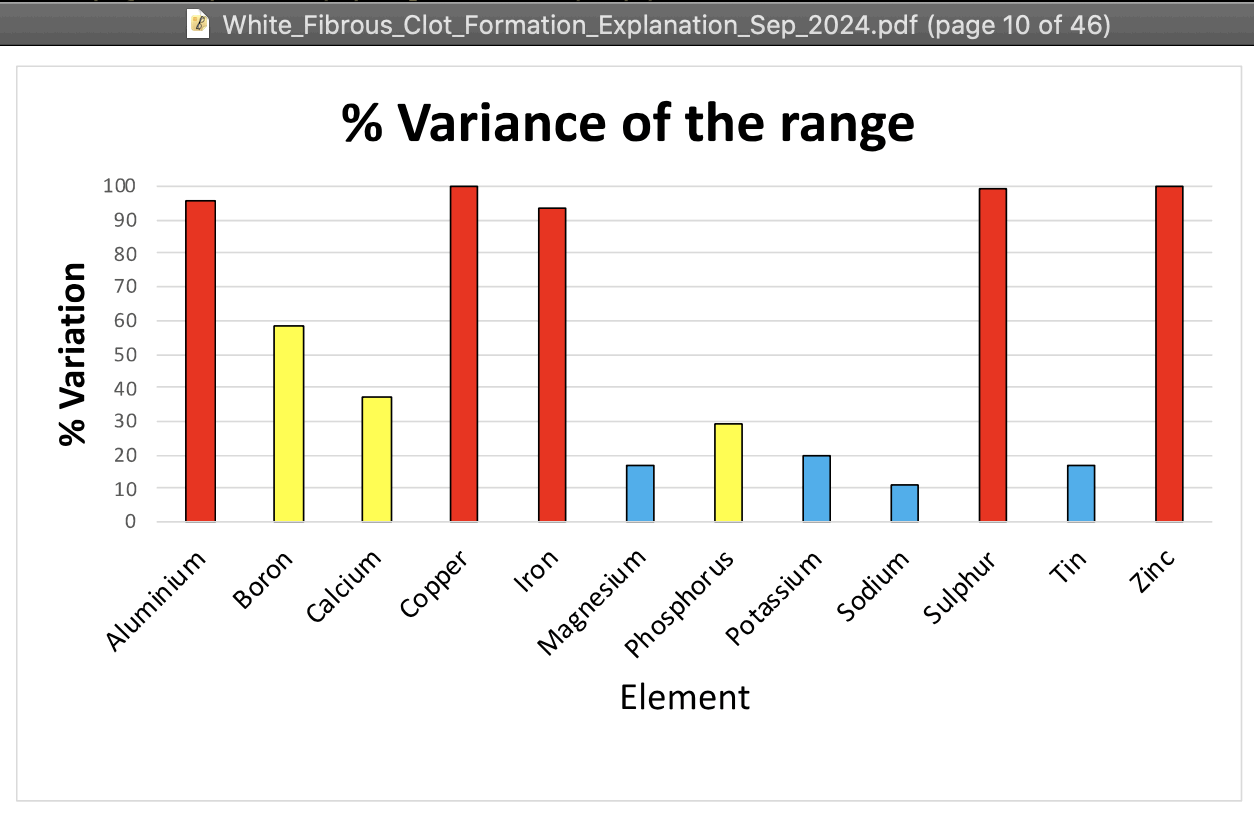 White_Fibrous_Clot_Formation_Explanation_Sep_2024.pdf (page 10 of 46)
% Variance of the range
% Variation
100
90
80
70
60
50
40
30
20
10
0
Aluminium
Boron
Calcium
Copper
Iron
Magnesium
Phosphorus
Potassium
Sodium
Sulphur
Tin
Zinc
Element